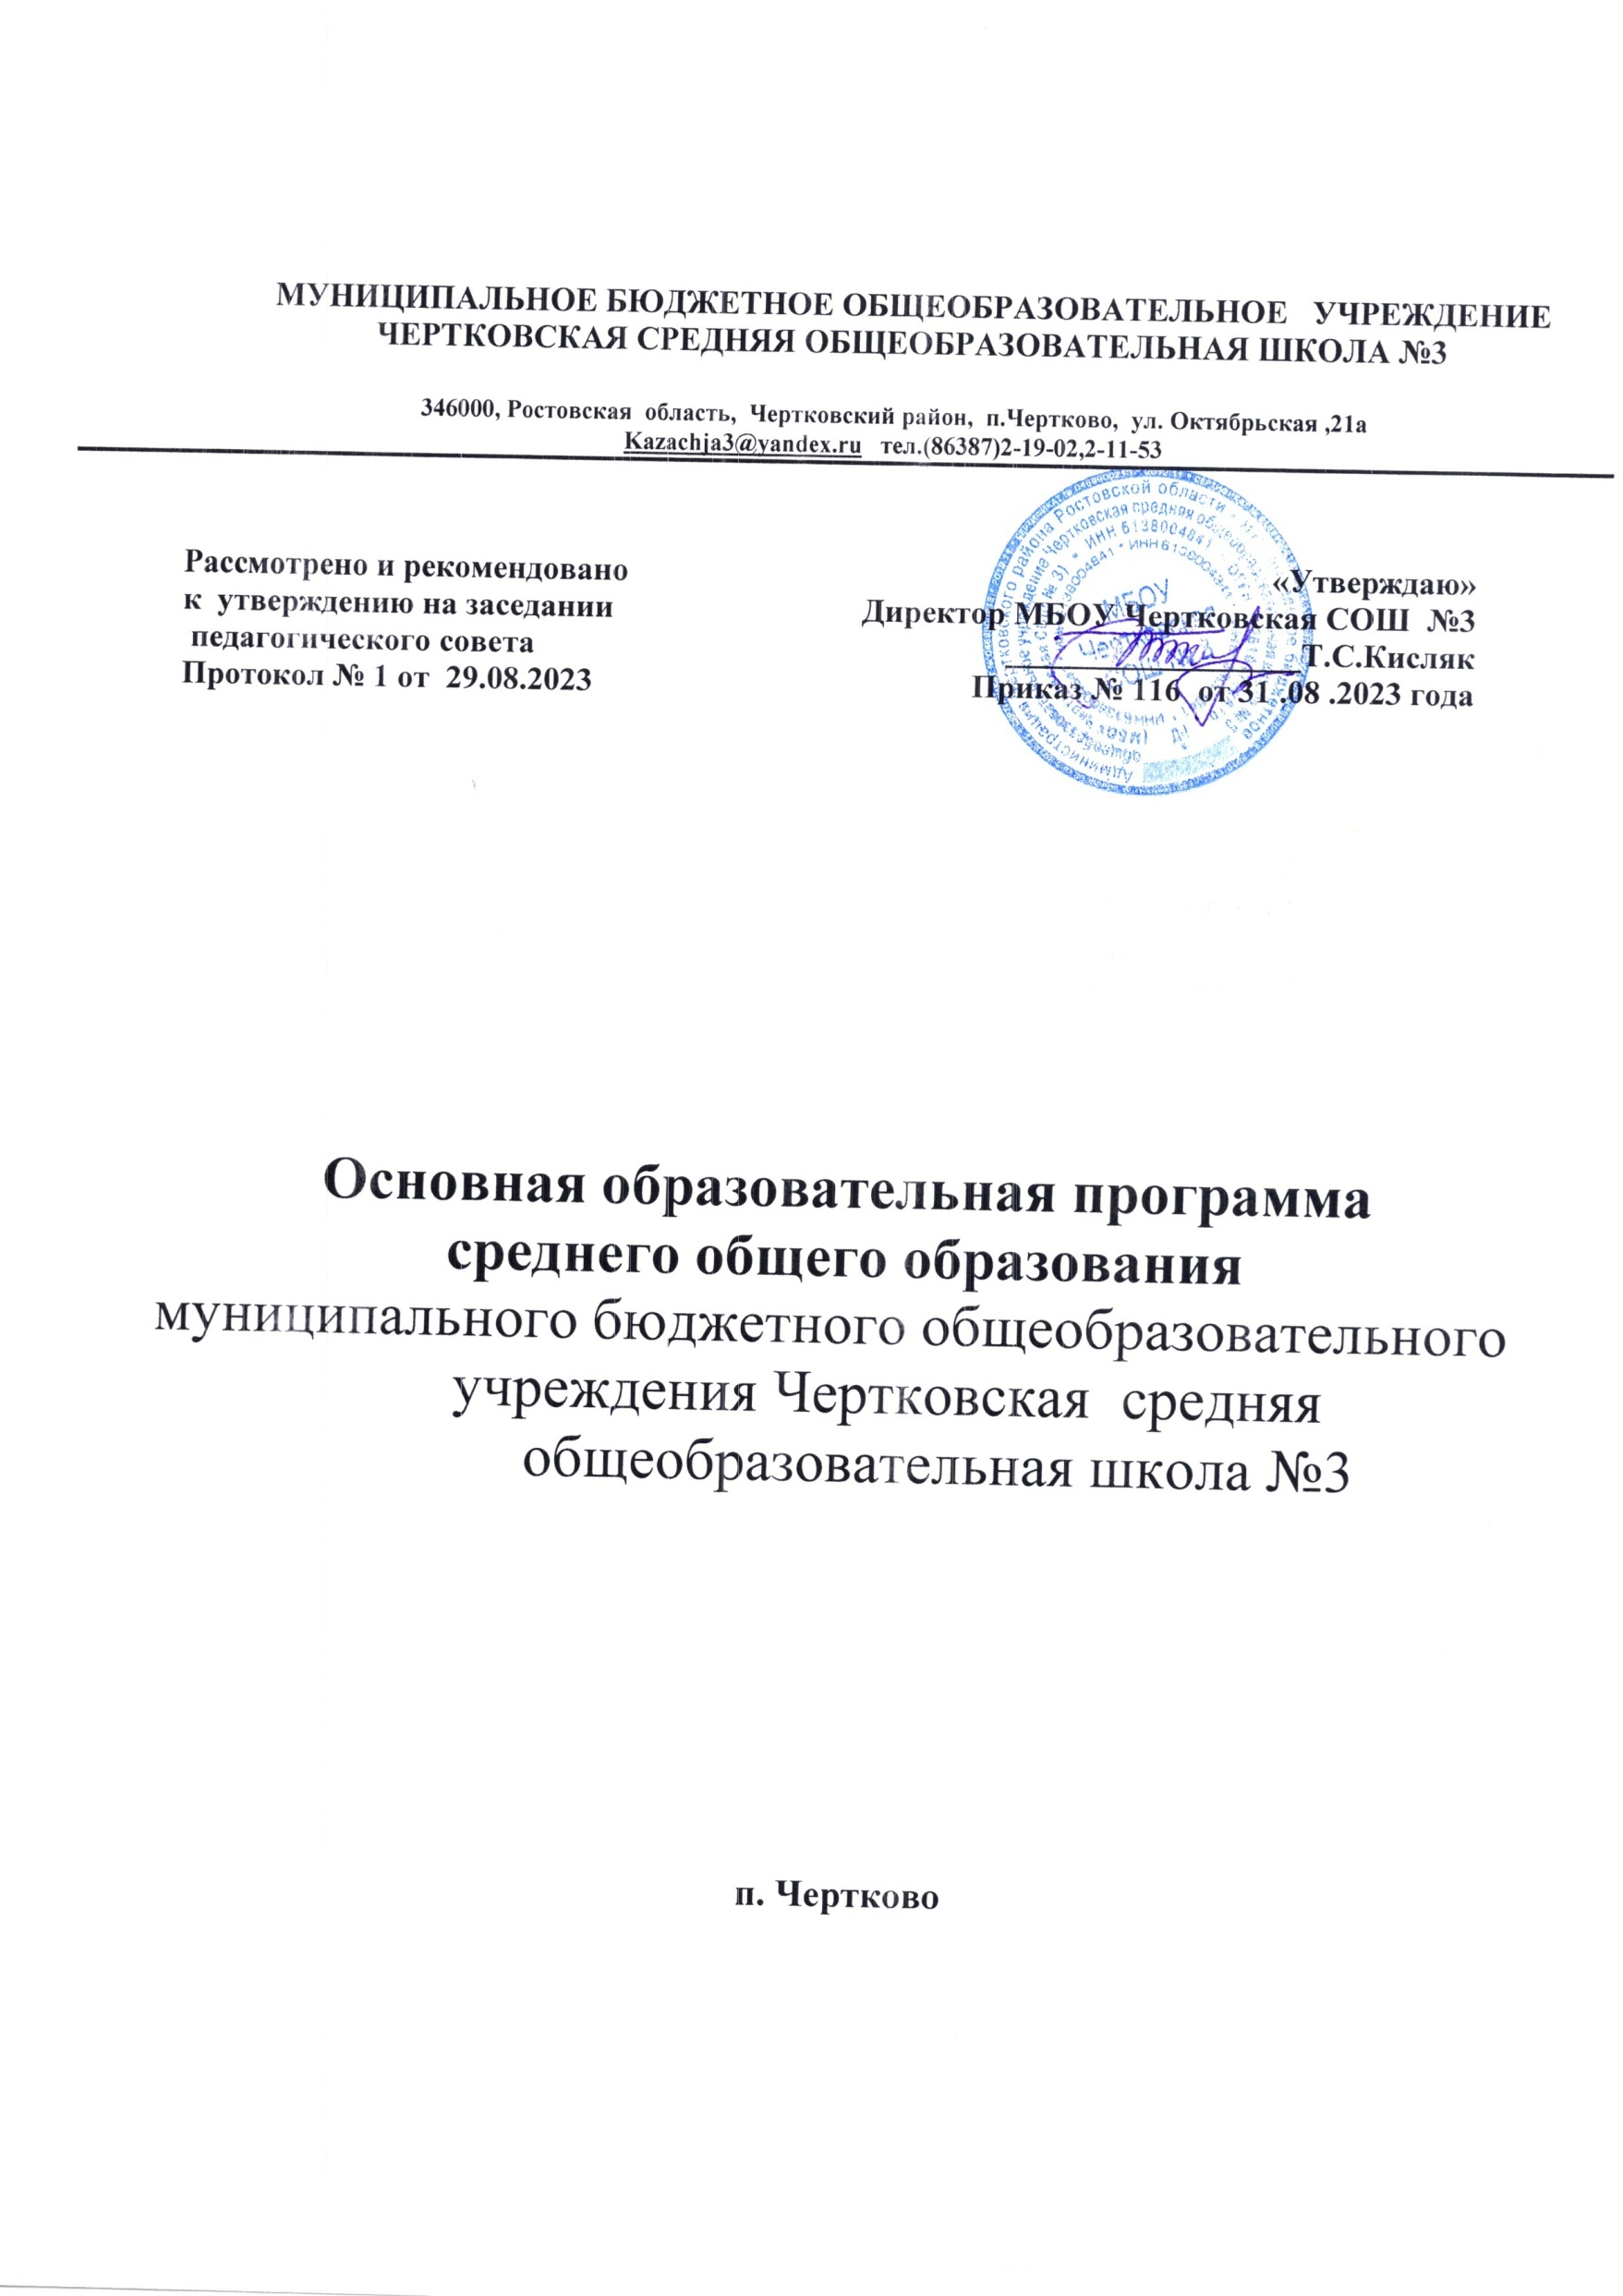 МУНИЦИПАЛЬНОЕ БЮДЖЕТНОЕ ОБЩЕОБРАЗОВАТЕЛЬНОЕ УЧРЕЖДЕНИЕ
ЧЕРТКОВСКАЯ СРЕДНЯЯ ОБЩЕОБРАЗОВАТЕЛЬНАЯ ШКОЛА №3
346000, Ростовская область, Чертковский район, п.Чертково, ул. Октябрьская ,21а
Kazachja3@yandex.ru тел.(86387)2-19-02,2-11-53
Рассмотрено и рекомендовано
к утверждению на заседании
педагогического совета
Протокол № 1 от 29.08.2023
«Утверждаю»
Директор МБОУ Чертковская СОШ №3
Т.С.Кисляк
Приказ № 116 от 31 .08 .2023 года
Основная образовательная программа
среднего общего образования
муниципального бюджетного общеобразовательного
учреждения Чертковская средняя
общеобразовательная школа №3
п. Чертково